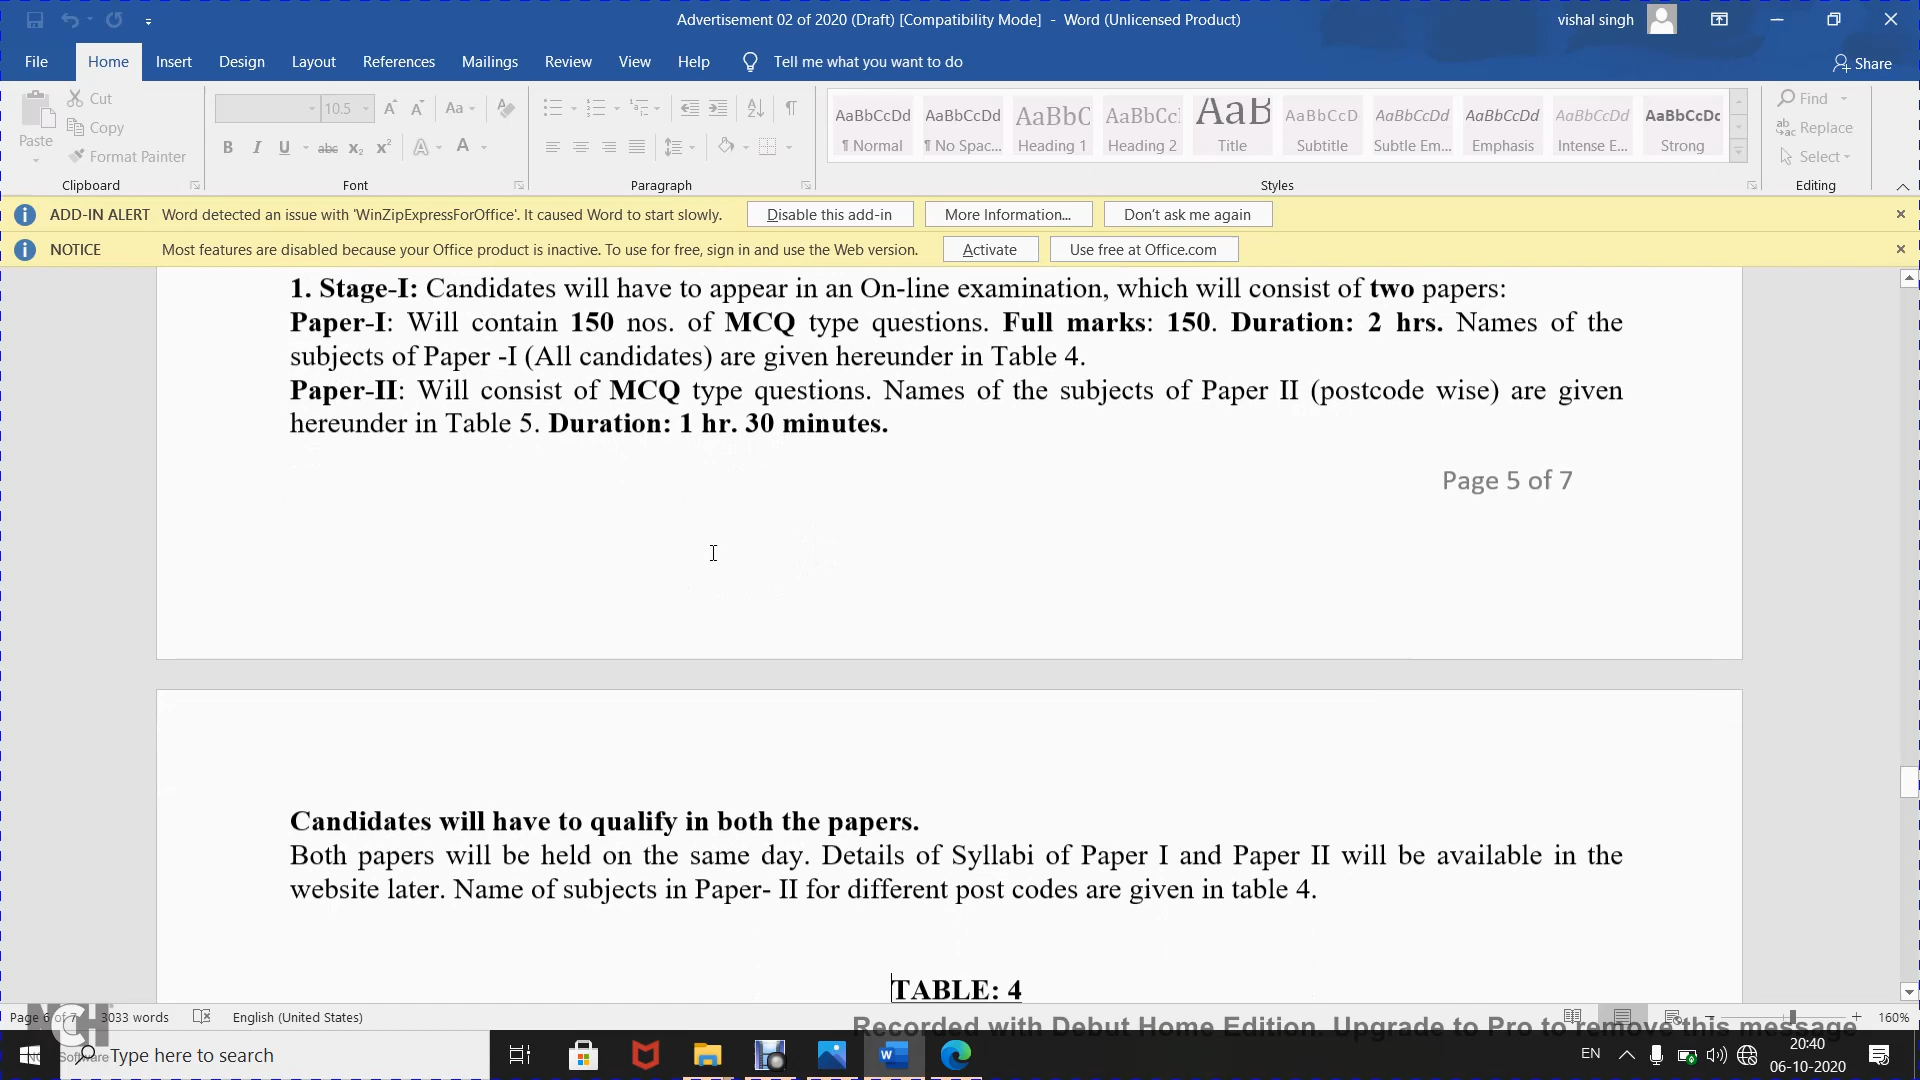 Advertisement 02 of 2020 (Draft) [Compatibility Mode] - Word (Unlicensed Product)
vishal singh
File Home Insert Design Layout References Mailings Review View Help Tell me what you want to do Share
Cut
Copy
Format Painter
Paste
Clipboard
10.5
Aa
B I U abc X₂ X² A A
Font
Paragraph
AaBbCcDd AaBbCcDd AaBbC AaBbCc AaB AaBbCcD AaBbCcDd AaBbCcDd AaBbCcDd AaBbCcDc
¶ Normal ¶ No Spac... Heading 1 Heading 2 Title Subtitle Subtle Em... Emphasis Intense E... Strong
Styles
Find
Replace
Select
Editing
ADD-IN ALERT Word detected an issue with 'WinZipExpressForOffice'. It caused Word to start slowly. Disable this add-in More Information... Don't ask me again
NOTICE Most features are disabled because your Office product is inactive. To use for free, sign in and use the Web version. Activate Use free at Office.com
1. Stage-I: Candidates will have to appear in an On-line examination, which will consist of two papers:
Paper-I: Will contain 150 nos. of MCQ type questions. Full marks: 150. Duration: 2 hrs. Names of the
subjects of Paper -I (All candidates) are given hereunder in Table 4.
Paper-II: Will consist of MCQ type questions. Names of the subjects of Paper II (postcode wise) are given
hereunder in Table 5. Duration: 1 hr. 30 minutes.
Page 5 of 7
Candidates will have to qualify in both the papers.
Both papers will be held on the same day. Details of Syllabi of Paper I and Paper II will be available in the
website later. Name of subjects in Paper- II for different post codes are given in table 4.
TABLE: 4
Page 6 of 7 3033 words English (United States) 160%
NCH
Software
Recorded with Debut Home Edition. Upgrade to Pro to remove this message
Type here to search
EN
20:40
06-10-2020